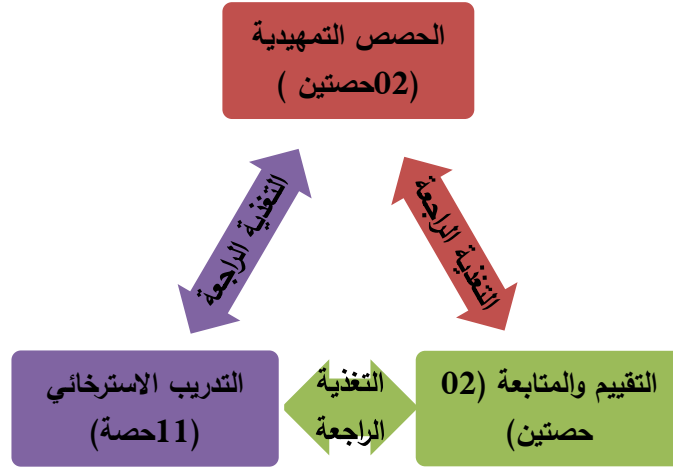 الحصص التمهيدية
(02حصتين )
التغذية الراجعة
التغذية الراجعة
التقييم والمتابعة (02
حصتين)
التغذية
الراجعة
التدريب الاسترخائي
(11حصة)